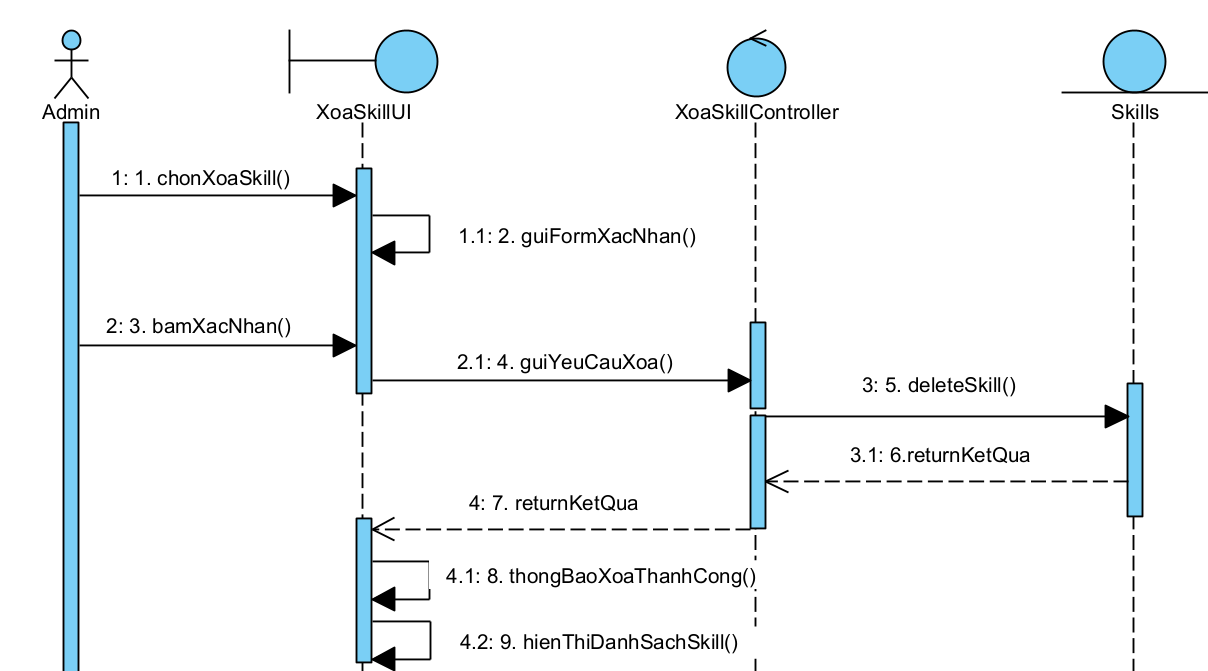 Admin
XoaSkillUI
XoaSkillController
Skills
1: 1. chonXoaSkill()
1.1: 2. guiFormXacNhan()
2: 3. bamXacNhan()
2.1: 4. guiYeuCauXoa()
3: 5. deleteSkill()
3.1: 6.returnKetQua
4: 7. returnKetQua
4.1: 8. thongBaoXoaThanhCong()
4.2: 9. hienThiDanhSachSkill()